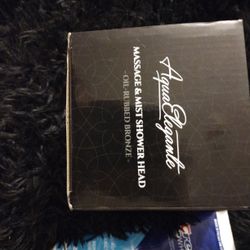 Aqua Elegante
MASSAGE & MIST SHOWER HEAD
-OIL-RUBBED BRONZE-